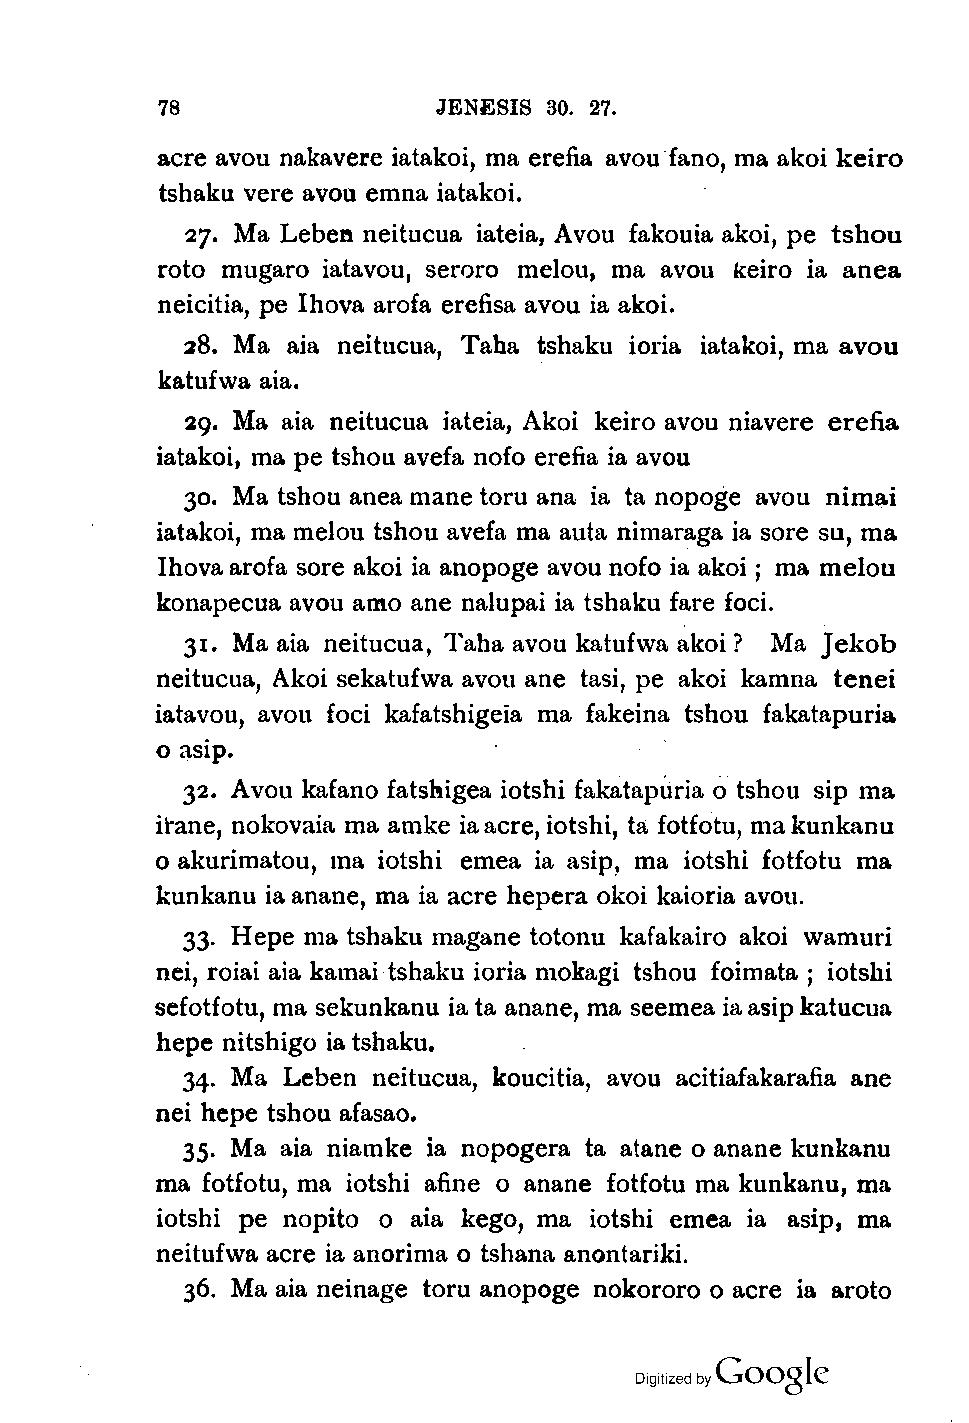 78 JENESIS 30. 27.
acre avou nakavere iatakoi, ma erefia avou fano, ma akoi keiro
tshaku vere avou emna iatakoi.
27. Ma Leben neitucua iateia, Avou fakouia akoi, pe tshou
roto mugaro iatavou, seroro melou, ma avou keiro ia anea
neicitia, pe Ihova arofa erefisa avou ia akoi.
28. Ma aia neitucua, Taha tshaku ioria iatakoi, ma avou
katufwa aia.
29. Ma aia neitucua iateia, Akoi keiro avou niavere erefia
iatakoi, ma pe tshou avefa nofo erefia ia avou
30. Ma tshou anea mane toru ana ia ta nopoge avou nimai
iatakoi, ma melou tshou avefa ma auta nimaraga ia sore su, ma
Ihova arofa sore akoi ia anopoge avou nofo ia akoi ; ma melou
konapecua avou amo ane nalupai ia tshaku fare foci.
31. Ma aia neitucua, Taha avou katufwa akoi ? Ma Jekob
neitucua, Akoi sekatufwa avou ane tasi, pe akoi kamna tenei
iatavou, avou foci kafatshigeia ma fakeina tshou fakatapuria
o asip.
32. Avou kafano fatshigea iotshi fakatapuria o tshou sip ma
irane, nokovaia ma amke ia acre, iotshi, ta fotfotu, ma kunkanu
o akurimatou, ma iotshi emea ia asip, ma iotshi fotfotu ma
kunkanu ia anane, ma ia acre hepera okoi kaioria avou.
33. Hepe ma tshaku magane totonu kafakairo akoi wamuri
nei, roiai aia kamai tshaku ioria mokagi tshou foimata ; iotshi
sefotfotu, ma sekunkanu ia ta anane, ma seemea ia asip katucua
hepe nitshigo ia tshaku.
34. Ma Leben neitucua, koucitia, avou acitiafakarafia ane
nei hepe tshou afasao.
35. Ma aia niamke ia nopogera ta atane o anane kunkanu
ma fotfotu, ma iotshi afine o anane fotfotu ma kunkanu, ma
iotshi pe nopito o aia kego, ma iotshi emea ia asip, ma
neitufwa acre ia anorima o tshana anontariki.
36. Ma aia neinage toru anopoge nokororo o acre ia aroto
Digitized by Google